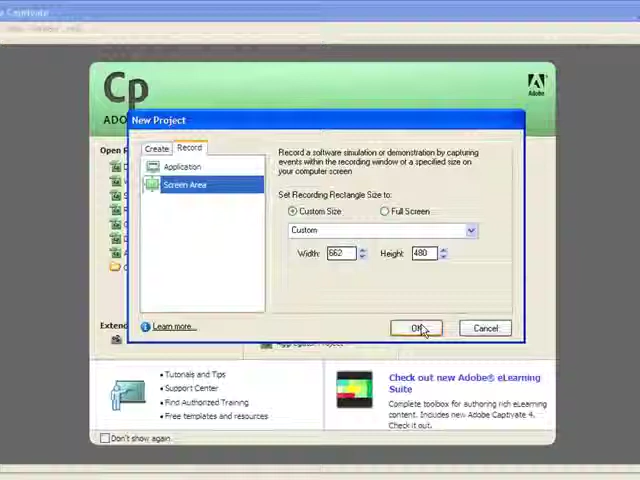 Captivate
Cp
Adobe
ADO
New Project
Create
Record
Application
Screen Area
Record a software simulation or demonstration by capturing
events within the recording window of a specified size on
your computer screen
Set Recording Rectangle Size to:
Custom Size
Full Screen
Custom
Width: 662
Height: 480
Learn more...
OK
Cancel
Open
Extend
• Tutorials and Tips
• Support Center
• Find Authorized Training
• Free templates and resources
Check out new Adobe® eLearning
Suite
Complete toolbox for authoring rich eLearning
content. Includes new Adobe Captivate 4.
Check it out.
Don't show again